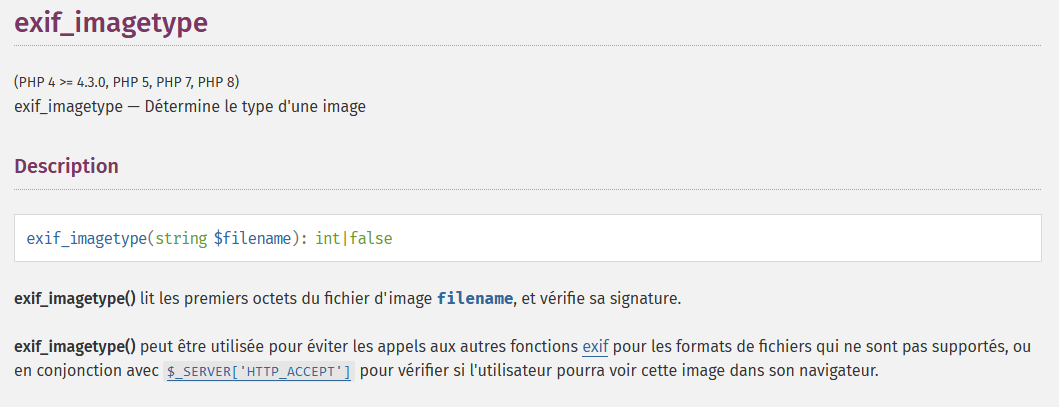 exif_imagetype
(PHP 4 >= 4.3.0, PHP 5, PHP 7, PHP 8)
exif_imagetype — Détermine le type d'une image
Description
exif_imagetype(string $filename): int|false
exif_imagetype() lit les premiers octets du fichier d'image filename, et vérifie sa signature.
exif_imagetype() peut être utilisée pour éviter les appels aux autres fonctions exif pour les formats de fichiers qui ne sont pas supportés, ou
en conjonction avec $_SERVER['HTTP_ACCEPT'] pour vérifier si l'utilisateur pourra voir cette image dans son navigateur.